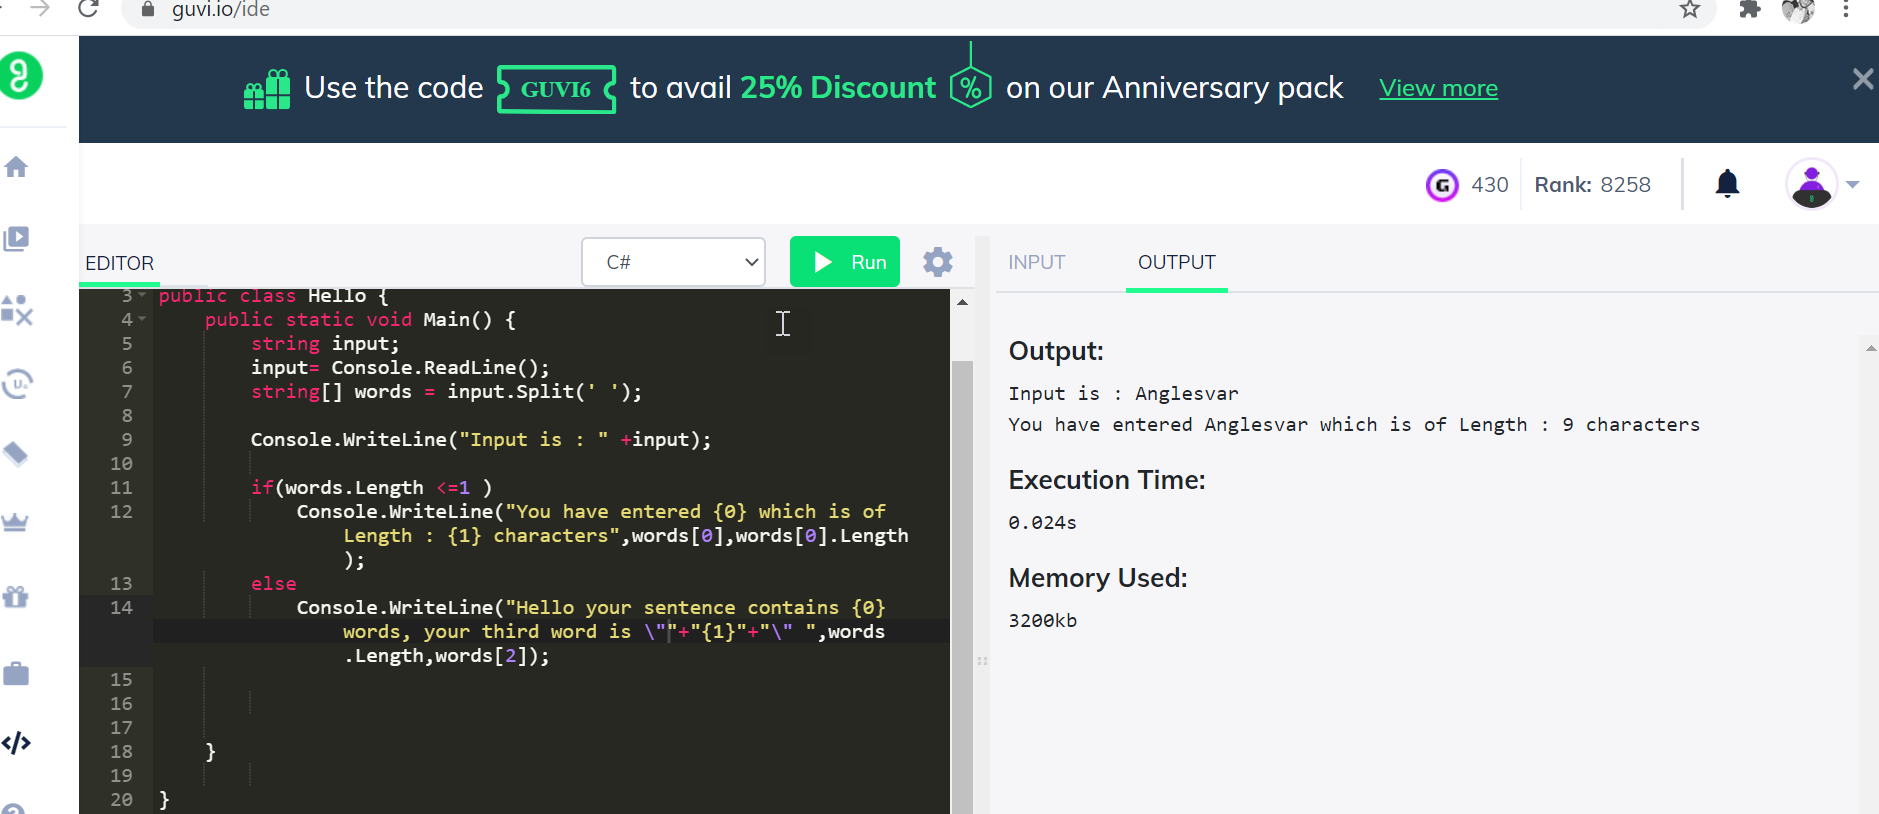 guvi.io/ide
Use the code GUVI6 to avail 25% Discount % on our Anniversary pack View more
G 430 Rank: 8258
EDITOR C# Run INPUT OUTPUT
3 public class Hello {
4 public static void Main() {
5 string input;
6 input= Console.ReadLine();
7 string[] words = input.Split(' ');
8
9 Console.WriteLine("Input is : " +input);
10
11 if(words.Length <=1 )
12 Console.WriteLine("You have entered {0} which is of
Length : {1} characters",words[0],words[0].Length
);
13 else
14 Console.WriteLine("Hello your sentence contains {0}
words, your third word is \""+"{1}"+"\" ",words
.Length,words[2]);
15
16
17
18 }
19
20 }
Output:
Input is : Anglesvar
You have entered Anglesvar which is of Length : 9 characters
Execution Time:
0.024s
Memory Used:
3200kb